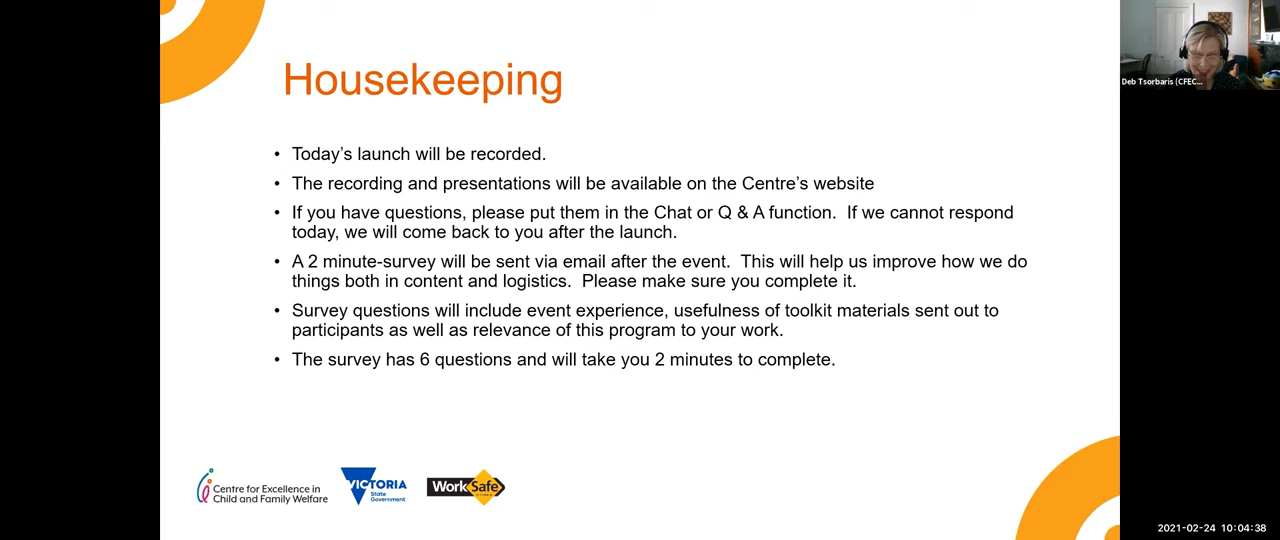 Housekeeping
Deb Tsorbaris (CFEC...
• Today's launch will be recorded.
• The recording and presentations will be available on the Centre's website
• If you have questions, please put them in the Chat or Q & A function.  If we cannot respond
today, we will come back to you after the launch.
• A 2 minute-survey will be sent via email after the event.  This will help us improve how we do
things both in content and logistics.  Please make sure you complete it.
• Survey questions will include event experience, usefulness of toolkit materials sent out to
participants as well as relevance of this program to your work.
• The survey has 6 questions and will take you 2 minutes to complete.
Centre for Excellence in
Child and Family Welfare
VICTORIA
State
Government
WorkSafe
2021-02-24 10:04:38